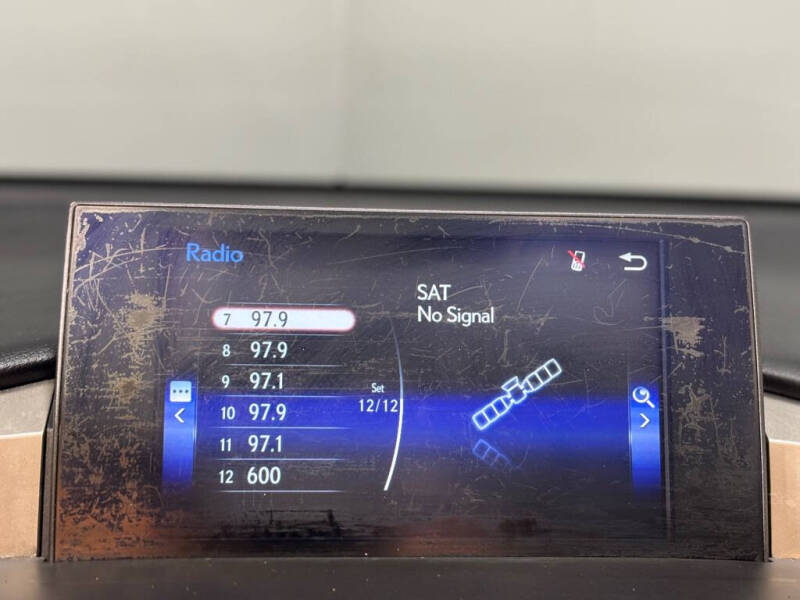 Radio
SAT
No Signal
7 97.9
8 97.9
9 97.1
10 97.9
11 97.1
12 600
Set
12/12